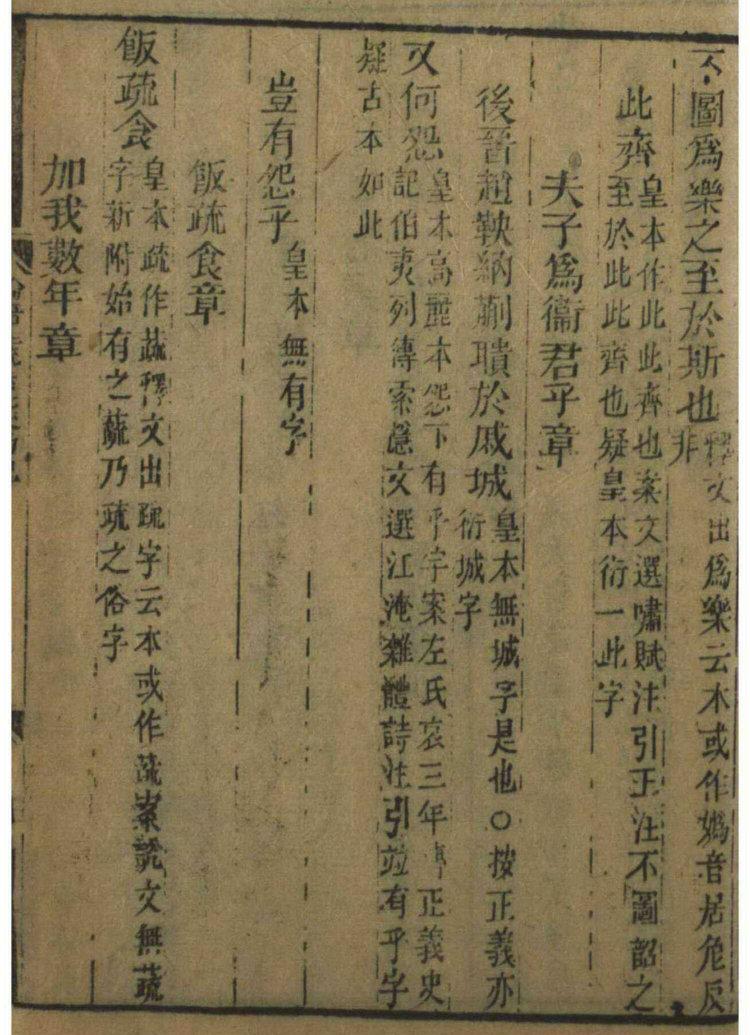 不圖爲樂之至於斯也 釋文出爲樂云本或作嬀音居危反
非
此齊 皇本作此此齊也案文選嘯賦注引王注不圖韶之
至於此此齊也疑皇本衍一此字
夫子爲衞君乎章
後晉趙鞅納蒯聵於戚城 皇本無城字是也○按正義亦
衍城字
又何怨 皇本高麗本怨下有乎字案左氏哀三年傳正義史
記伯夷列傳索隱文選江淹雜體詩注引竝有乎字
疑古本如此
豈有怨乎 皇本無有字
飯疏食章
飯疏食 皇本疏作蔬釋文出疏字云本或作蔬案說文無蔬
字新附始有之蔬乃疏之俗字
加我數年章